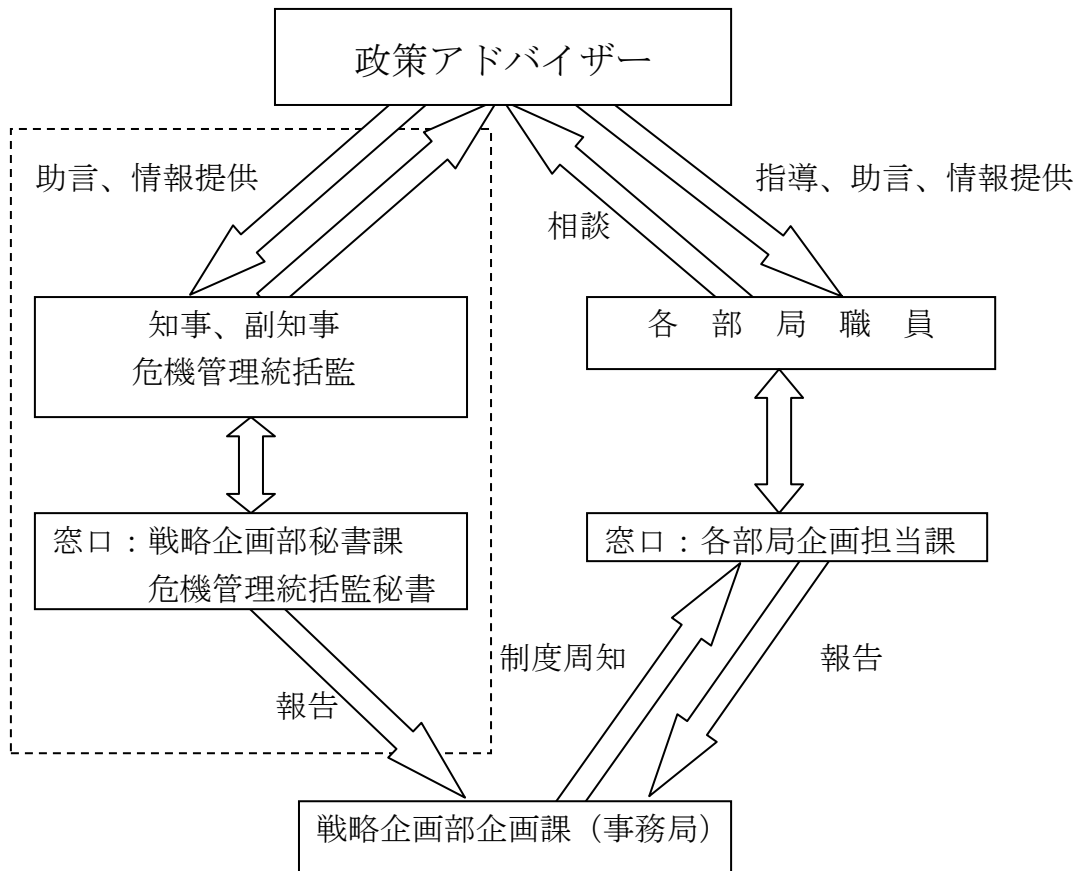 政策アドバイザー
助言、情報提供
指導、助言、情報提供
相談
知事、副知事
危機管理統括監
各部局職員
窓口：戦略企画部秘書課
危機管理統括監秘書
窓口：各部局企画担当課
制度周知
報告
報告
戦略企画部企画課（事務局）